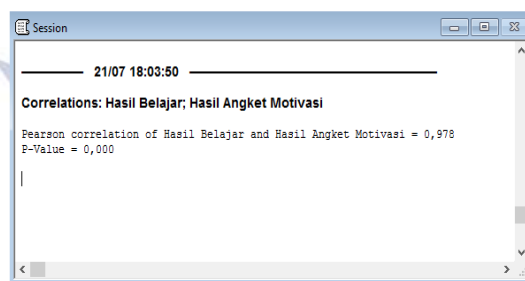 Session
21/07 18:03:50
Correlations: Hasil Belajar; Hasil Angket Motivasi
Pearson correlation of Hasil Belajar and Hasil Angket Motivasi = 0,978
P-Value = 0,000